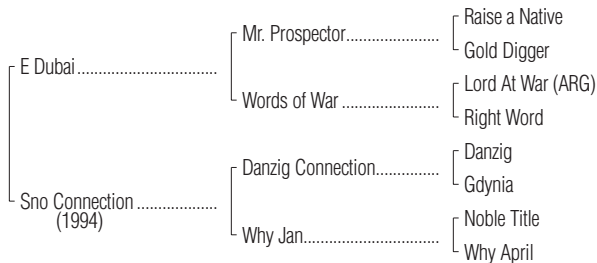 Raise a Native
Mr. Prospector.....................
Gold Digger
E Dubai................................
Lord At War (ARG)
Words of War ......................
Right Word
Danzig
Danzig Connection..............
Gdynia
Sno Connection ..................
(1994)
Noble Title
Why Jan..............................
Why April